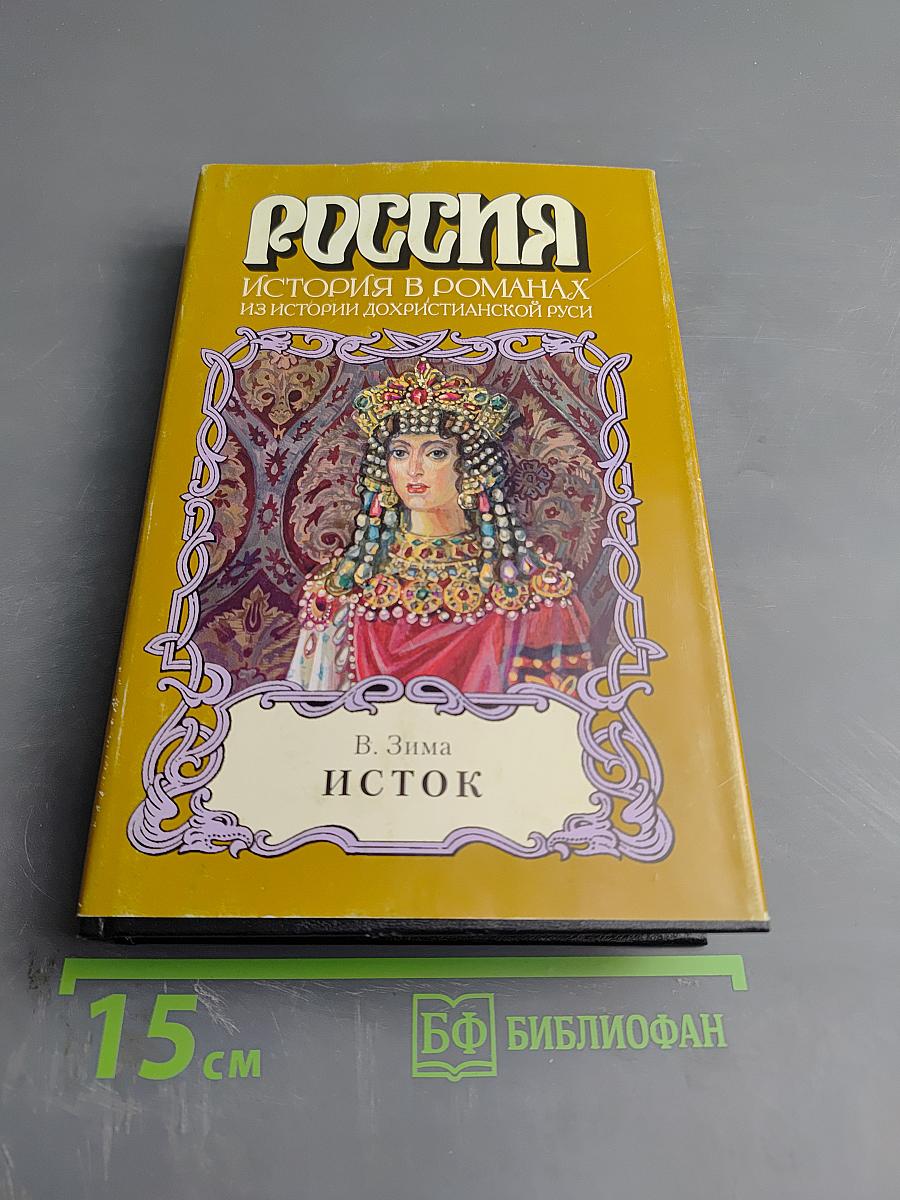 РОССИЯ
ИСТОРИЯ В РОМАНАХ
ИЗ ИСТОРИИ ДОХРИСТИАНСКОЙ РУСИ
В. Зима
ИСТОК
15 см
БФ БИБЛИОФАН